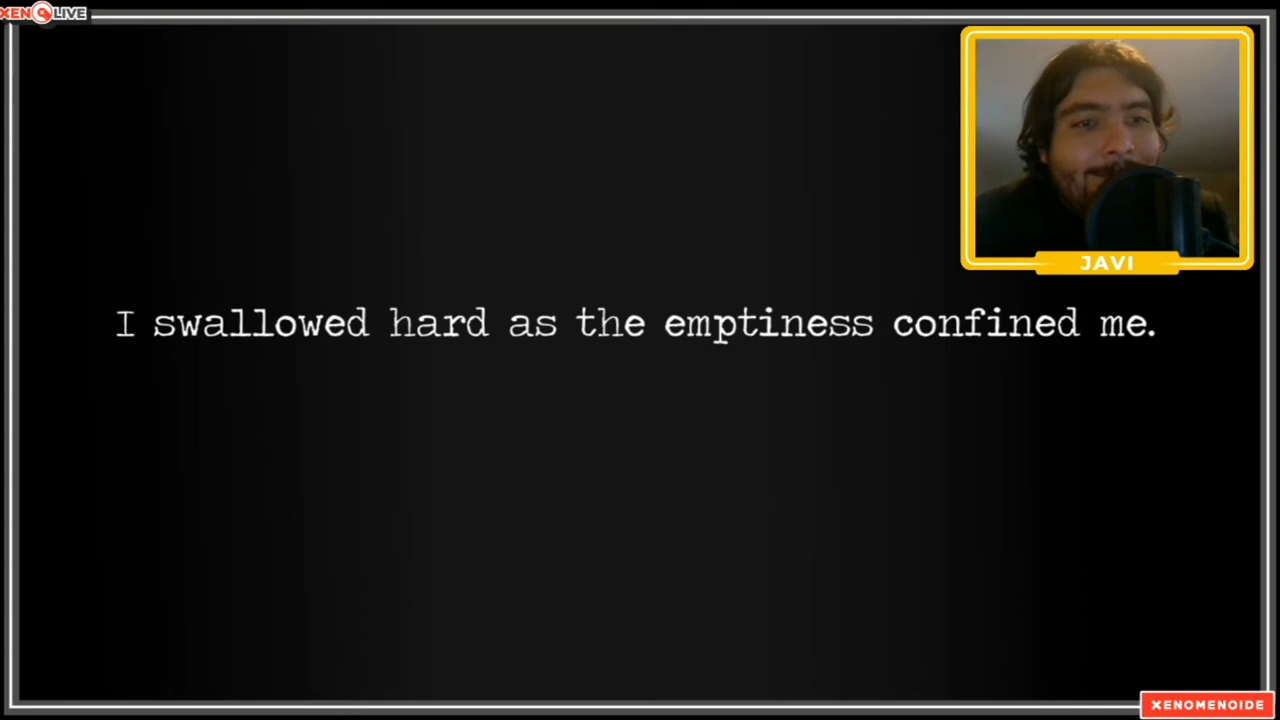 XENOLIVE
JAVI
I swallowed hard as the emptiness confined me.
XENOMENOIDE